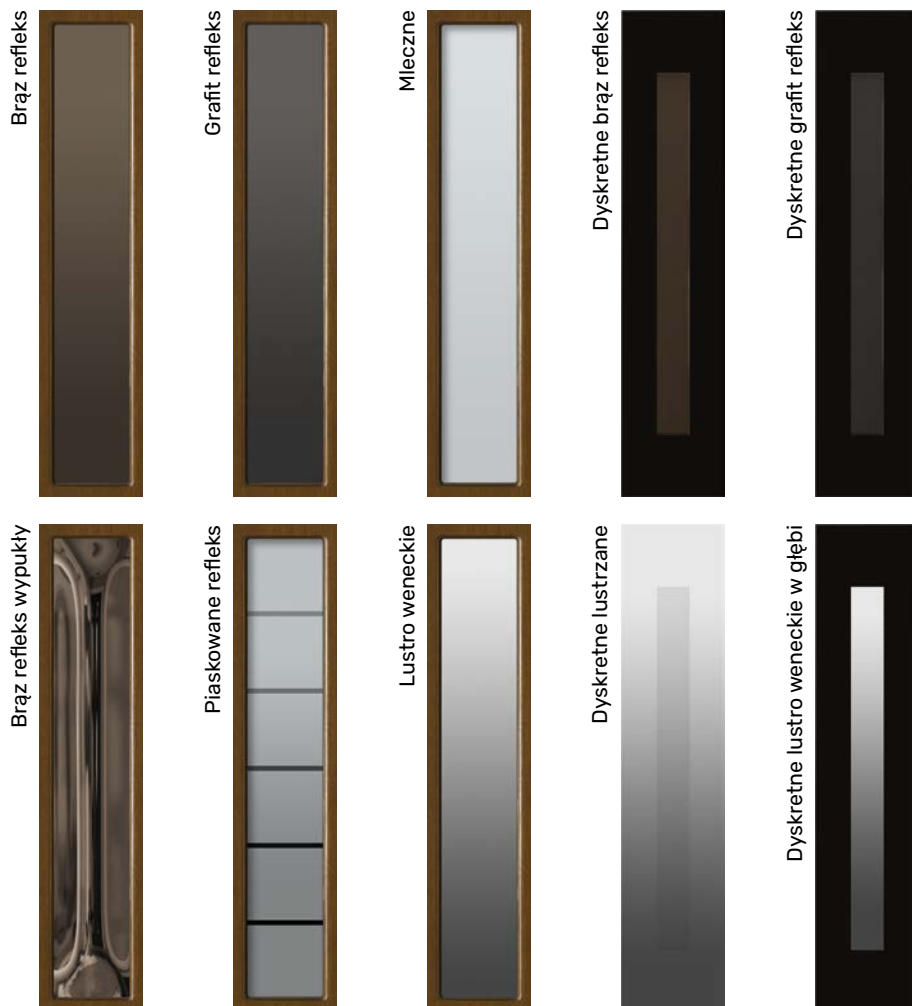 Brąz refleks
Grafit refleks
Mleczne
Dyskretne brąz refleks
Dyskretne grafit refleks
Brąz refleks wypukły
Piaskowane refleks
Lustro weneckie
Dyskretne lustrzane
Dyskretne lustro weneckie w głębi